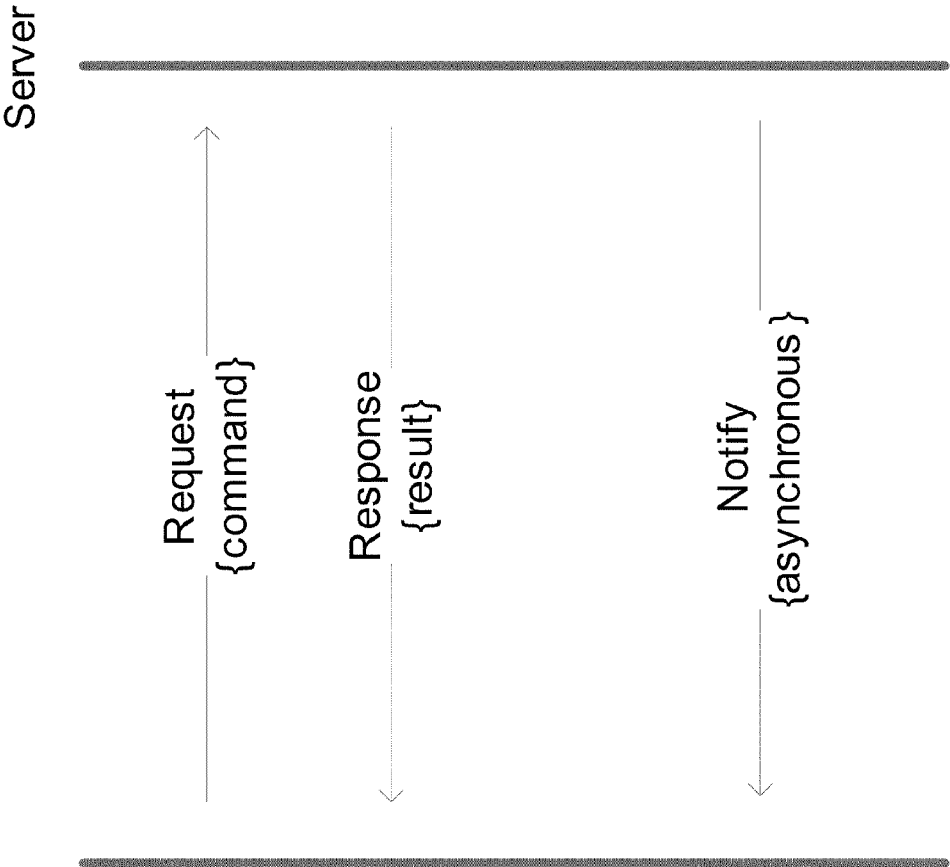 Server
Request
{command}
Response
{result}
Notify
{asynchronous }